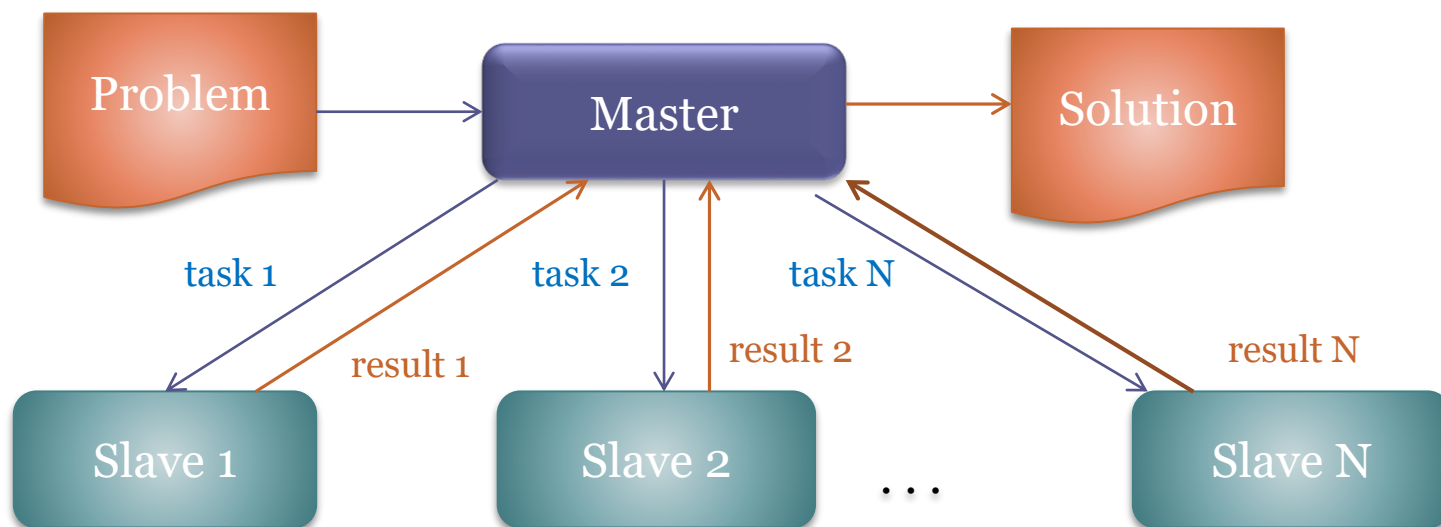 Problem
Master
Solution
task 1
task 2
task N
result 1
result 2
result N
Slave 1
Slave 2
. . .
Slave N